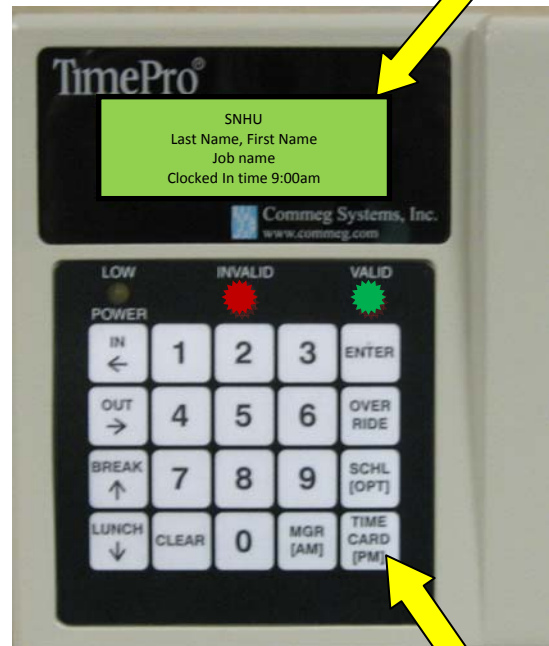 TimePro®
SNHU
Last Name, First Name
Job name
Clocked In time 9:00am
Commeg Systems, Inc.
www.commeg.com
LOW POWER
INVALID
VALID
IN ←
1
2
3
ENTER
OUT →
4
5
6
OVER RIDE
BREAK ↑
7
8
9
SCHL [OPT]
LUNCH ↓
CLEAR
0
MGR [AM]
TIME CARD [PM]